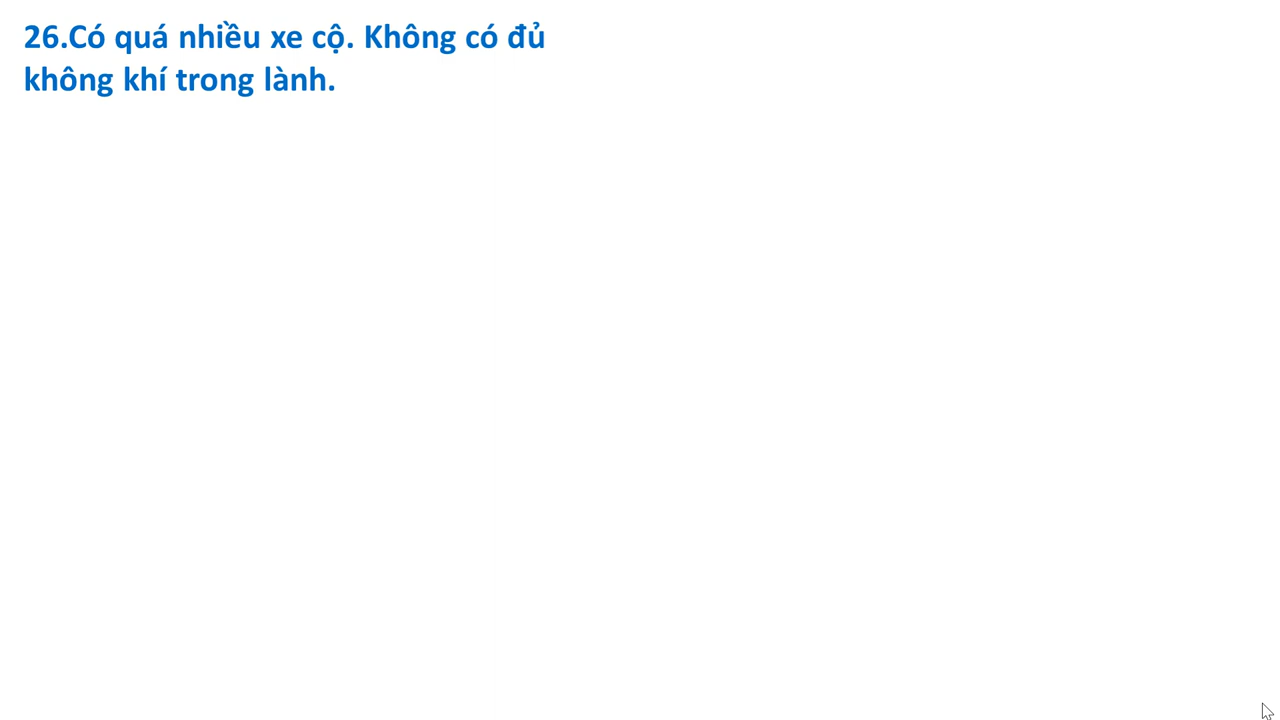 26.Có quá nhiều xe cộ. Không có đủ
không khí trong lành.